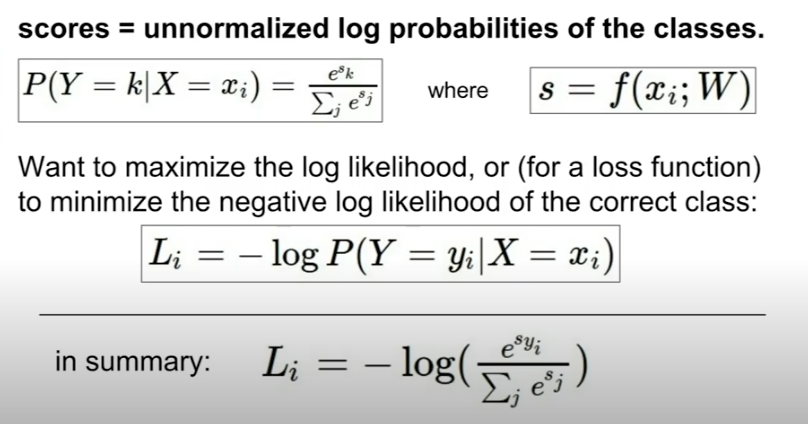 scores = unnormalized log probabilities of the classes.
P(Y = k|X = x_i) = \frac{e^{s_k}}{\sum_j e^{s_j}} where s = f(x_i; W)
Want to maximize the log likelihood, or (for a loss function)
to minimize the negative log likelihood of the correct class:
L_i = − log P(Y = y_i|X = x_i)
in summary: L_i = − log(\frac{e^{s_{y_i}}}{\sum_j e^{s_j}})